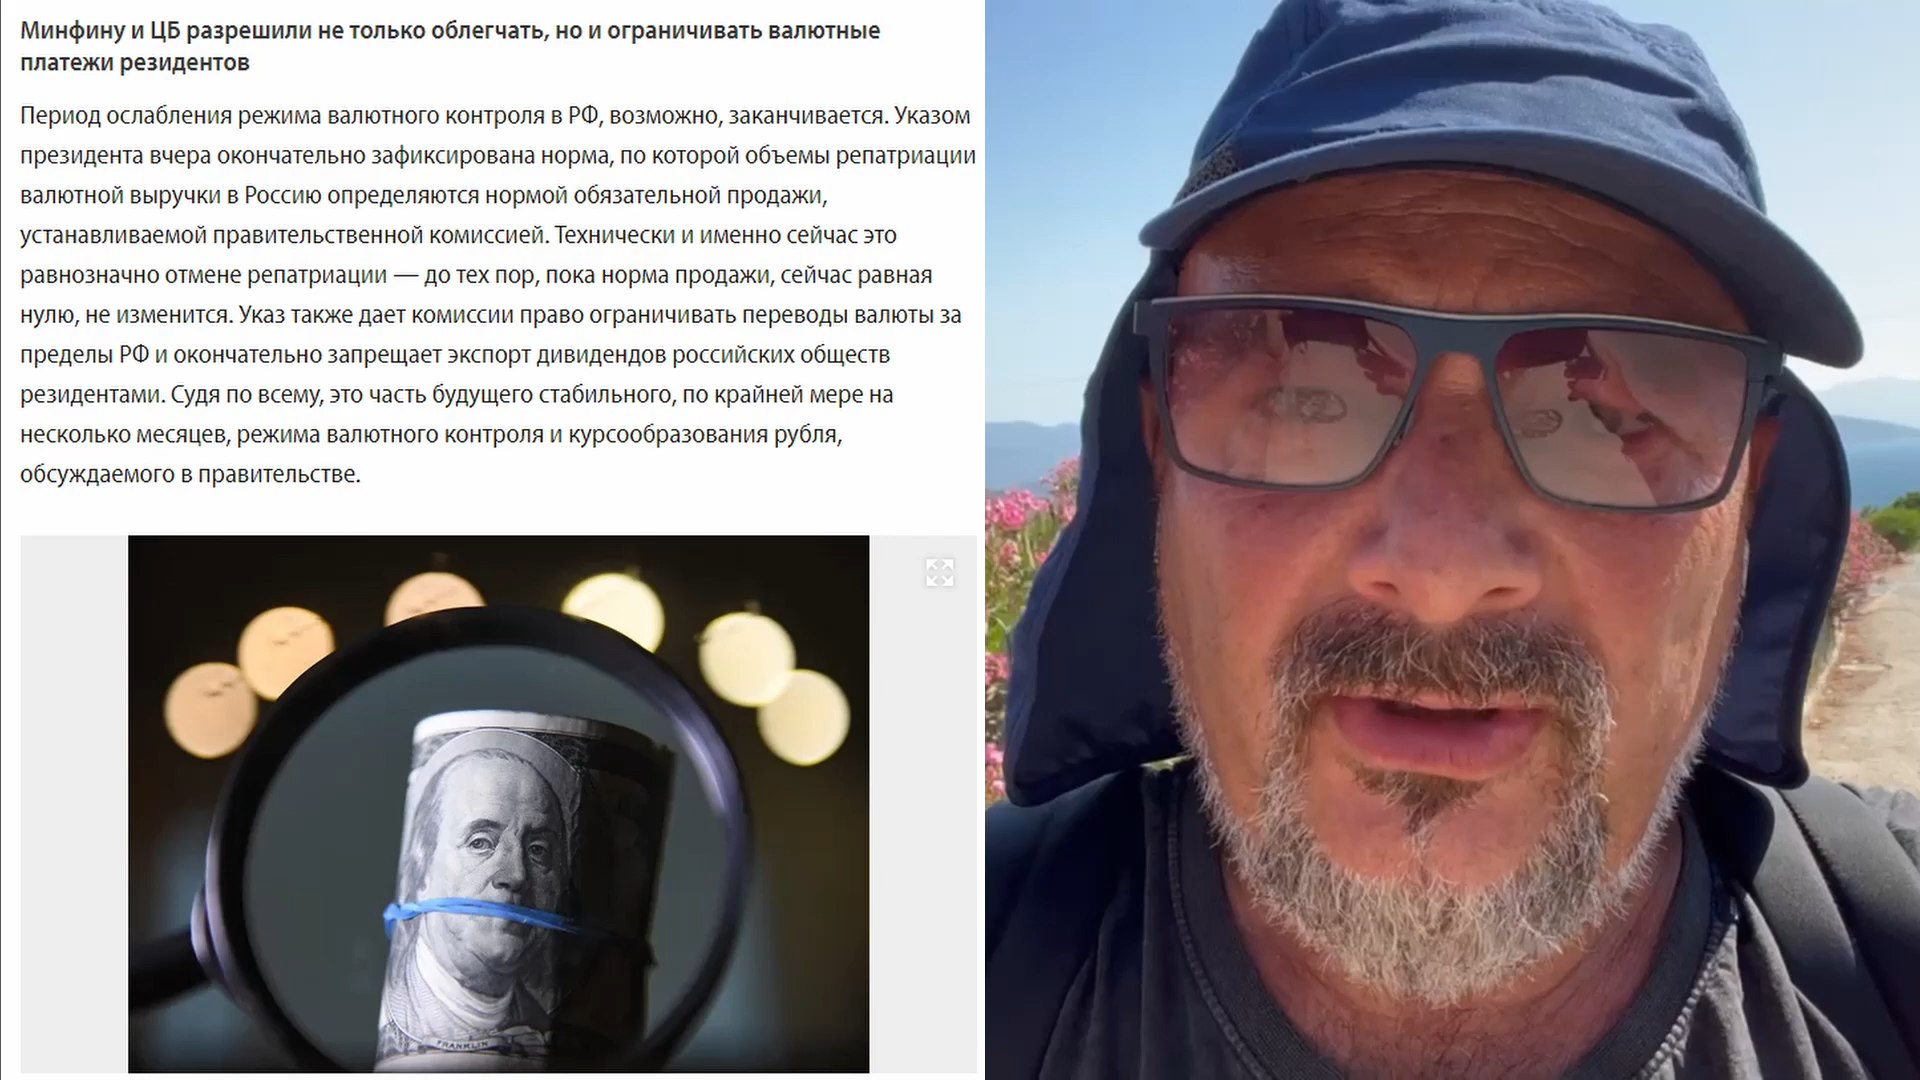 Минфину и ЦБ разрешили не только облегчать, но и ограничивать валютные
платежи резидентов
Период ослабления режима валютного контроля в РФ, возможно, заканчивается. Указом
президента вчера окончательно зафиксирована норма, по которой объемы репатриации
валютной выручки в Россию определяются нормой обязательной продажи,
устанавливаемой правительственной комиссией. Технически и именно сейчас это
равнозначно отмене репатриации — до тех пор, пока норма продажи, сейчас равная
нулю, не изменится. Указ также дает комиссии право ограничивать переводы валюты за
пределы РФ и окончательно запрещает экспорт дивидендов российских обществ
резидентами. Судя по всему, это часть будущего стабильного, по крайней мере на
несколько месяцев, режима валютного контроля и курсообразования рубля,
обсуждаемого в правительстве.
FRANKLIN